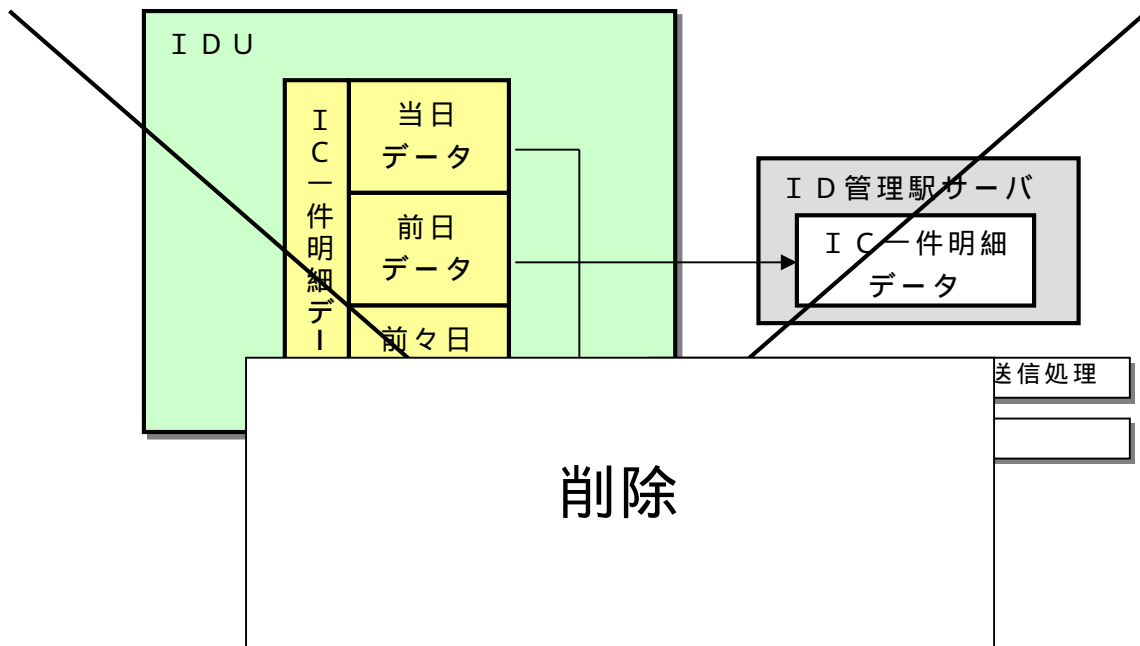 ＩＤＵ
ＩＣ一件明細デー
当日
データ
前日
データ
前々日
ＩＤ管理駅サーバ
ＩＣ一件明細
データ
送信処理
削除